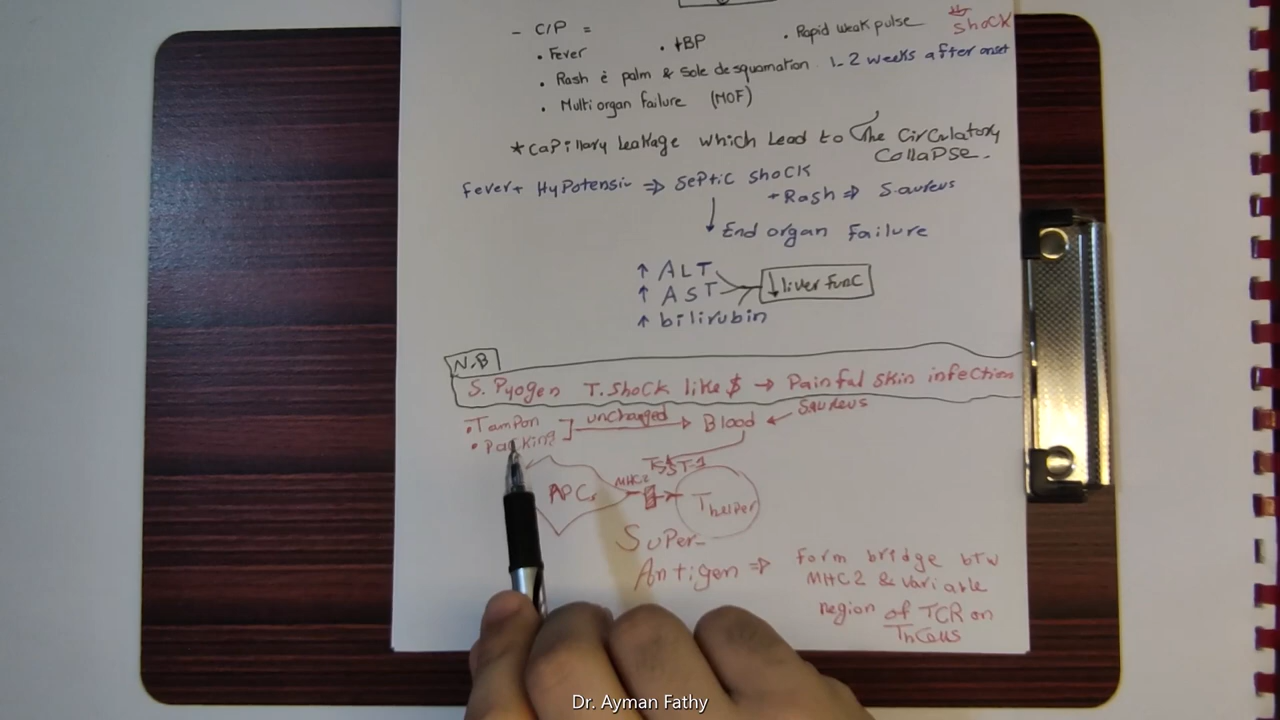 - C/P =
• Fever
• ↓BP
• Rapid weak pulse
shock
• Rash è palm & Sole desquamation 1-2 weeks after onset
• Multi organ failure (MOF)
* Capillary leakage which Lead to The Circulatory
Collapse.
Fever + Hypotensiv ⇒ Septic shock
+ Rash ⇒ S.aureus
↓ End organ Failure
↑ ALT
↑ AST
↑ bilirubin
↓ liver func
N.B
S. Pyogen T. Shock like $ → Painful skin infection
• Tampon
• Packing
unchanged
→ Blood ← S.aureus
TSST-1
APCs
MHC2
T helper
Super-
Antigen ⇒
Form bridge btw
MHC2 & variable
region of TCR on
Th Cells
Dr. Ayman Fathy